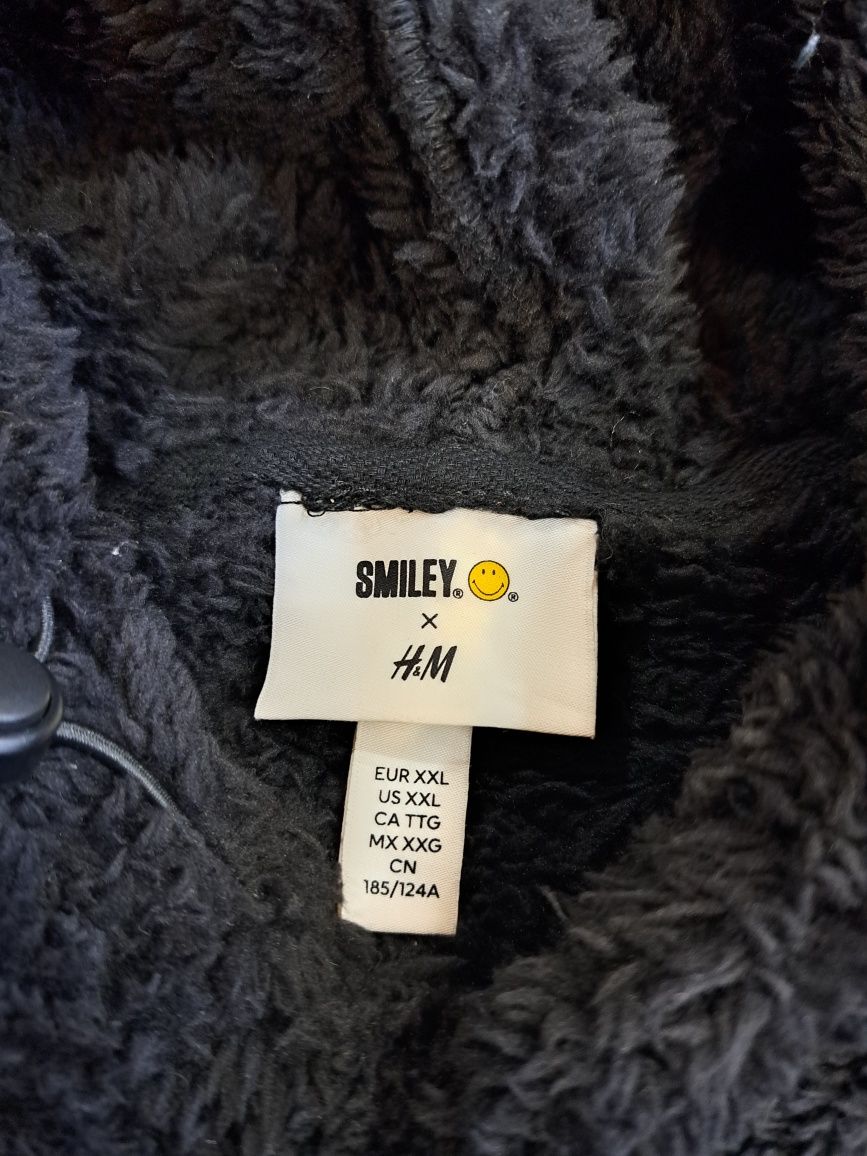 SMILEY® ®
×
H&M
EUR XXL
US XXL
CA TTG
MX XXG
CN
185/124A